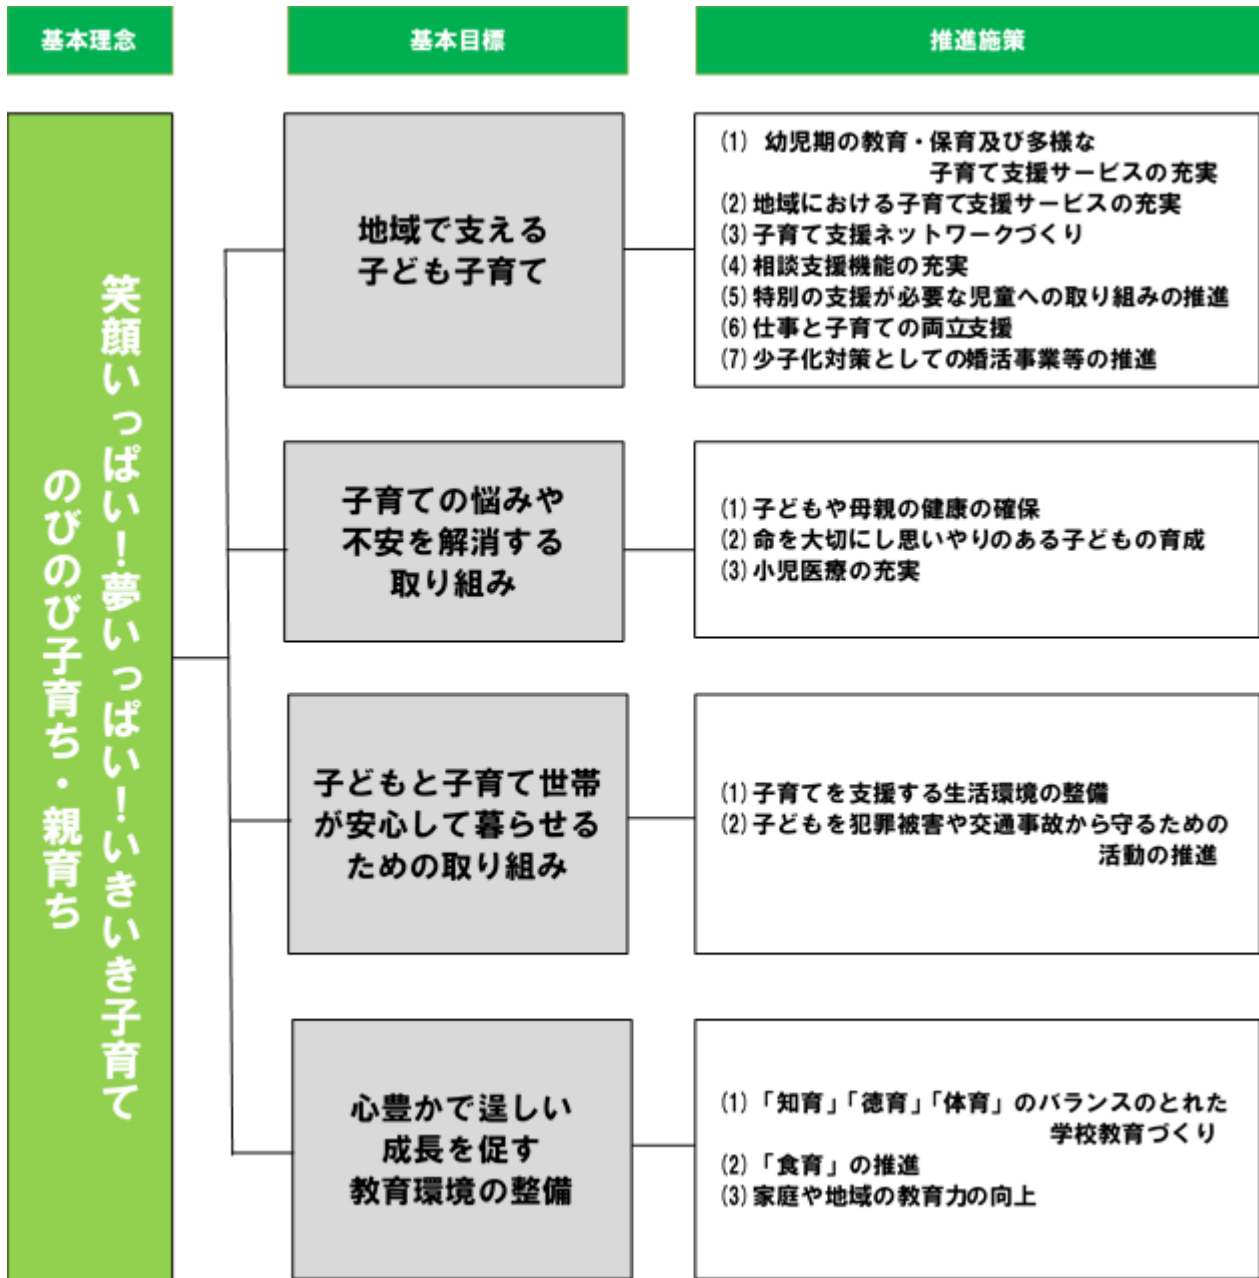 基本理念
基本目標
推進施策
笑顔いっぱい！夢いっぱい！いきいき子育て
のびのび子育ち・親育ち
地域で支える
子ども子育て
(1) 幼児期の教育・保育及び多様な
子育て支援サービスの充実
(2) 地域における子育て支援サービスの充実
(3) 子育て支援ネットワークづくり
(4) 相談支援機能の充実
(5) 特別の支援が必要な児童への取り組みの推進
(6) 仕事と子育ての両立支援
(7) 少子化対策としての婚活事業等の推進
子育ての悩みや
不安を解消する
取り組み
(1) 子どもや母親の健康の確保
(2) 命を大切にし思いやりのある子どもの育成
(3) 小児医療の充実
子どもと子育て世帯
が安心して暮らせる
ための取り組み
(1) 子育てを支援する生活環境の整備
(2) 子どもを犯罪被害や交通事故から守るための
活動の推進
心豊かで逞しい
成長を促す
教育環境の整備
(1) 「知育」「徳育」「体育」のバランスのとれた
学校教育づくり
(2) 「食育」の推進
(3) 家庭や地域の教育力の向上